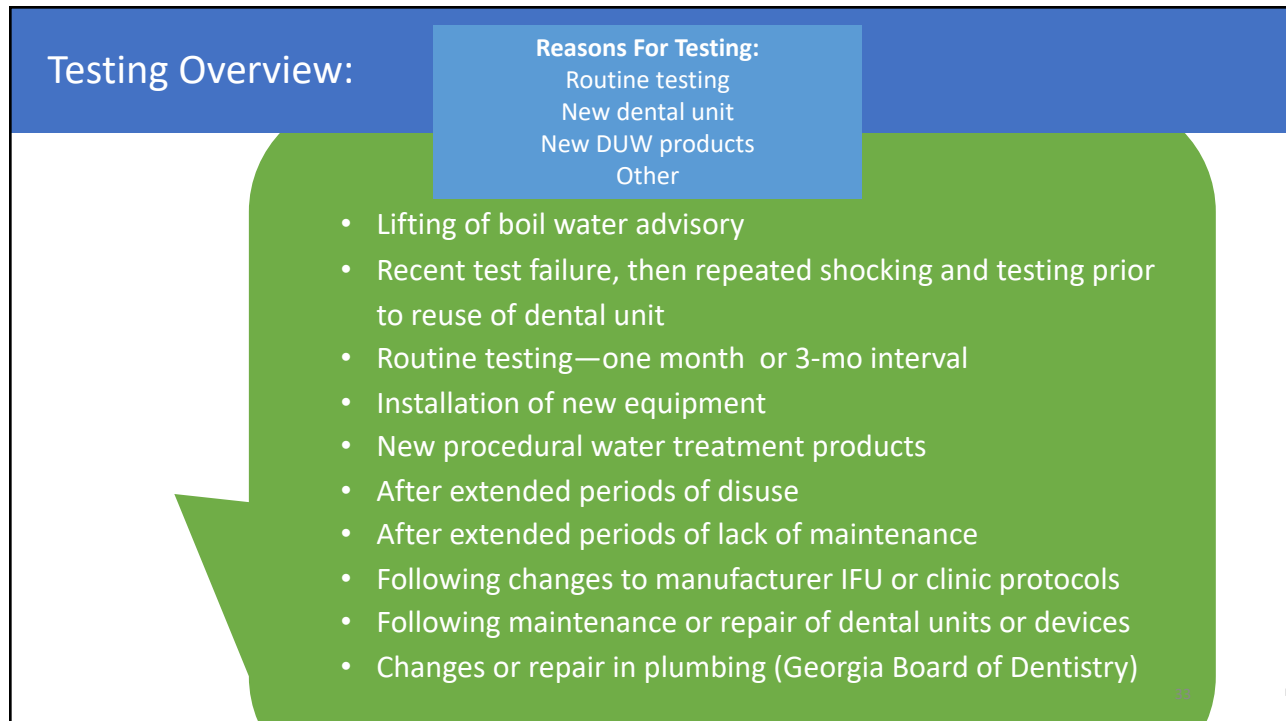 Testing Overview:
Reasons For Testing:
Routine testing
New dental unit
New DUW products
Other
• Lifting of boil water advisory
• Recent test failure, then repeated shocking and testing prior
to reuse of dental unit
• Routine testing—one month or 3-mo interval
• Installation of new equipment
• New procedural water treatment products
• After extended periods of disuse
• After extended periods of lack of maintenance
• Following changes to manufacturer IFU or clinic protocols
• Following maintenance or repair of dental units or devices
• Changes or repair in plumbing (Georgia Board of Dentistry)